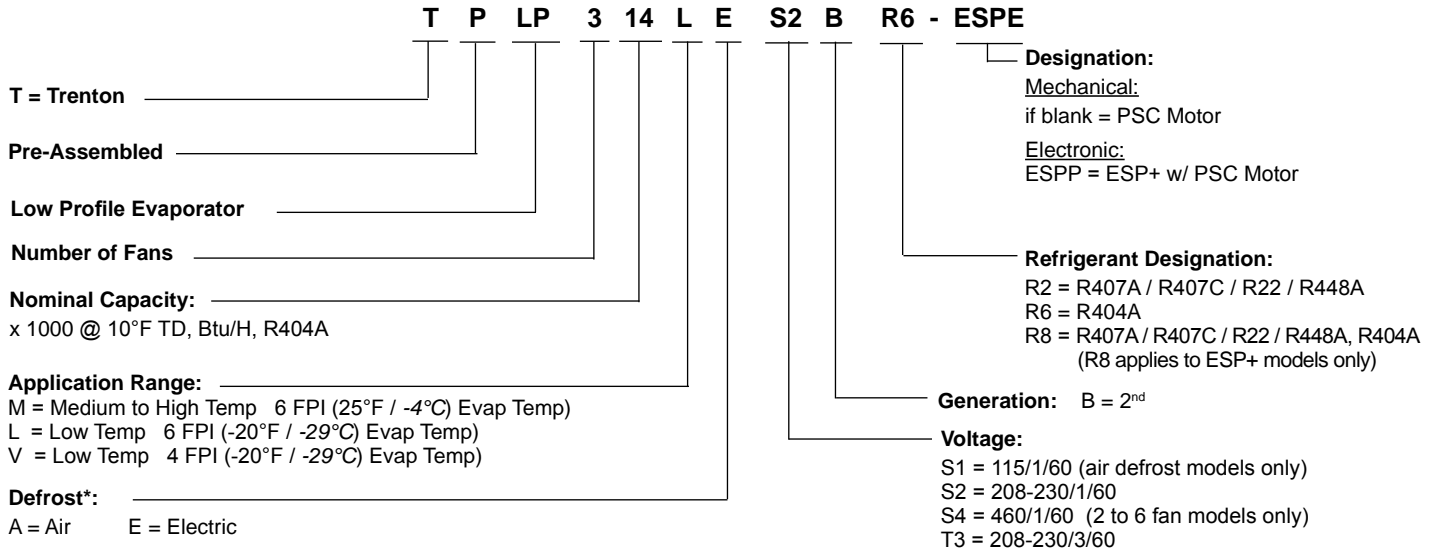 T P LP 3 14 L E S2 B R6 - ESPE
T = Trenton
Pre-Assembled
Low Profile Evaporator
Number of Fans
Nominal Capacity:
x 1000 @ 10°F TD, Btu/H, R404A
Application Range:
M = Medium to High Temp 6 FPI (25°F / -4°C) Evap Temp)
L = Low Temp 6 FPI (-20°F / -29°C) Evap Temp)
V = Low Temp 4 FPI (-20°F / -29°C) Evap Temp)
Defrost*:
A = Air E = Electric
Designation:
Mechanical:
if blank = PSC Motor
Electronic:
ESPP = ESP+ w/ PSC Motor
Refrigerant Designation:
R2 = R407A / R407C / R22 / R448A
R6 = R404A
R8 = R407A / R407C / R22 / R448A, R404A
(R8 applies to ESP+ models only)
Generation: B = 2nd
Voltage:
S1 = 115/1/60 (air defrost models only)
S2 = 208-230/1/60
S4 = 460/1/60 (2 to 6 fan models only)
T3 = 208-230/3/60